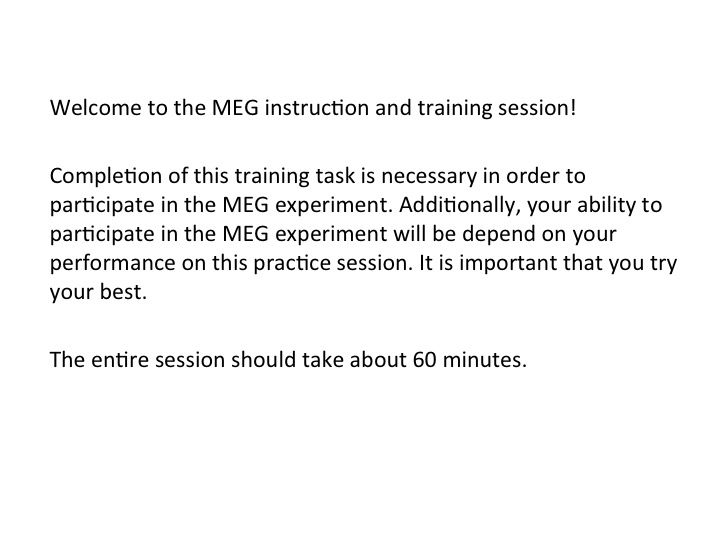 Welcome to the MEG instruction and training session!
Completion of this training task is necessary in order to
participate in the MEG experiment. Additionally, your ability to
participate in the MEG experiment will be depend on your
performance on this practice session. It is important that you try
your best.
The entire session should take about 60 minutes.